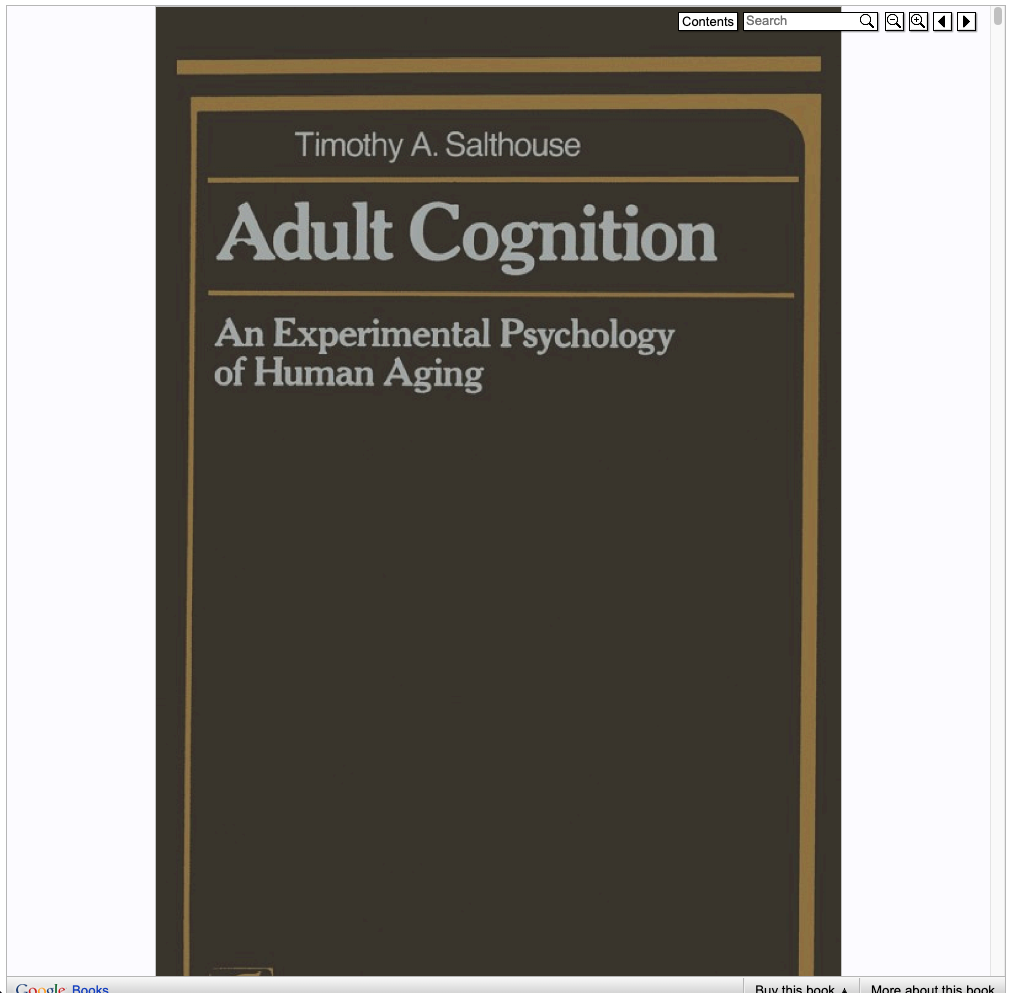 Contents Search
Timothy A. Salthouse
Adult Cognition
An Experimental Psychology
of Human Aging
Google Books Buy this book ▲ More about this book